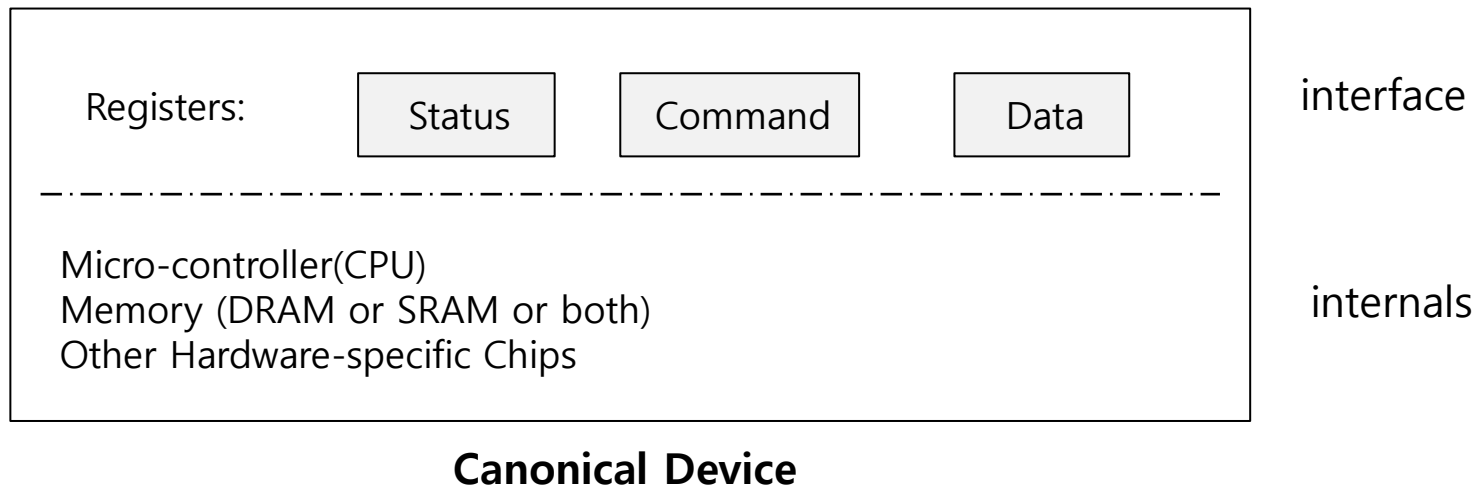 Registers:
Status
Command
Data
interface
Micro-controller(CPU)
Memory (DRAM or SRAM or both)
Other Hardware-specific Chips
internals
Canonical Device